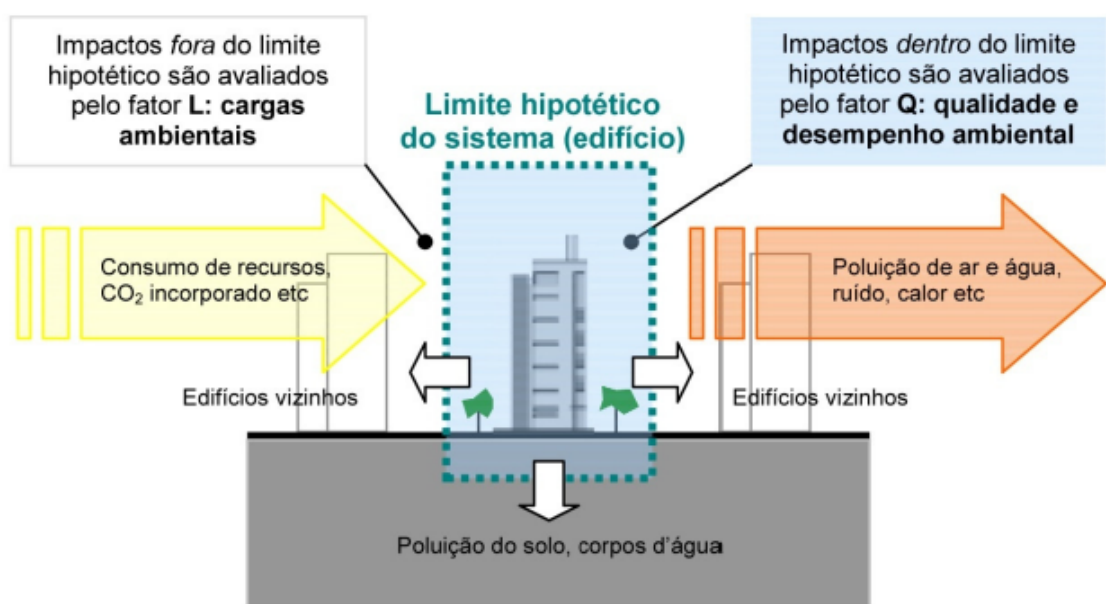 Impactos fora do limite
hipotético são avaliados
pelo fator L: cargas
ambientais
Limite hipotético
do sistema (edifício)
Impactos dentro do limite
hipotético são avaliados
pelo fator Q: qualidade e
desempenho ambiental
Consumo de recursos,
CO₂ incorporado etc
Poluição de ar e água,
ruído, calor etc
Edifícios vizinhos
Edifícios vizinhos
Poluição do solo, corpos d'água